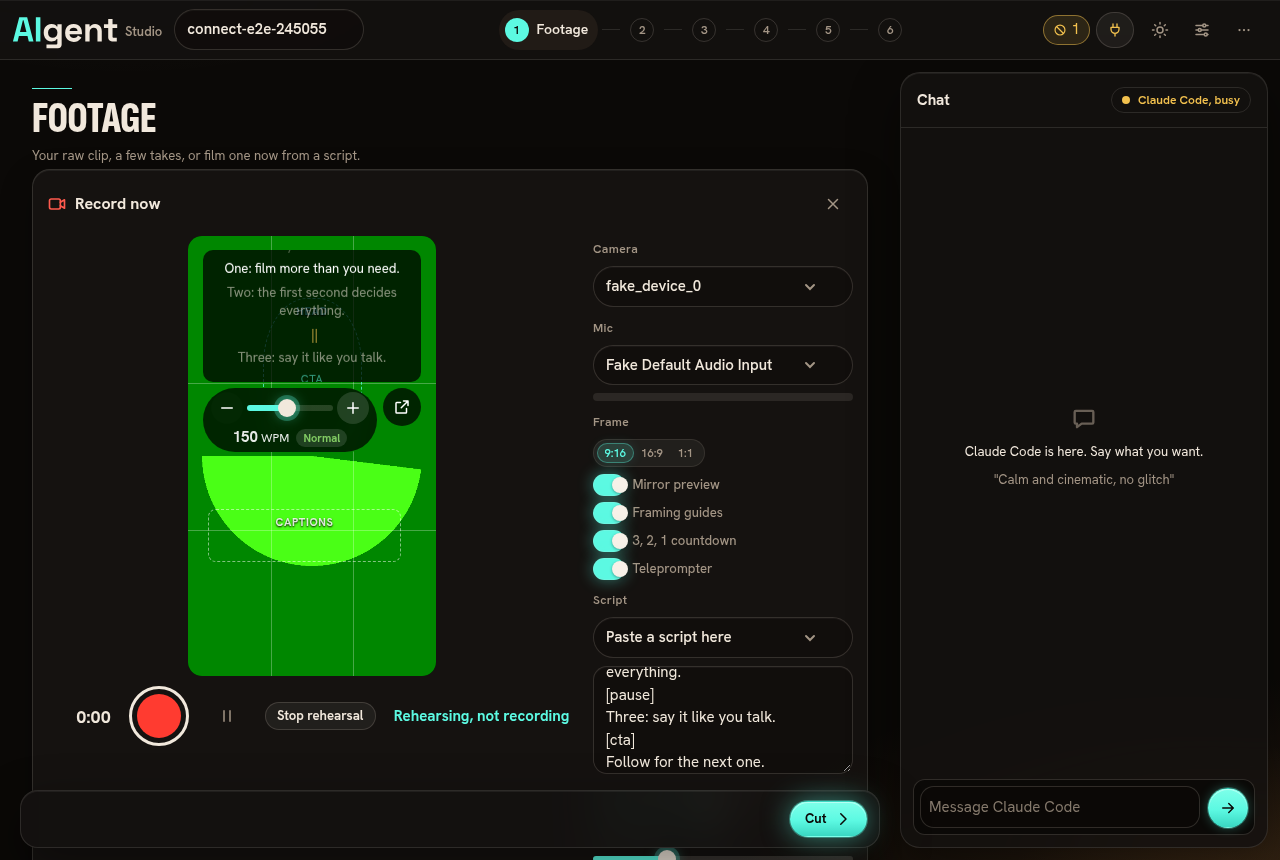 AIgent Studio
connect-e2e-245055
1 Footage
2
3
4
5
6
1
FOOTAGE
Your raw clip, a few takes, or film one now from a script.
Record now
One: film more than you need.
Two: the first second decides
everything.
||
Three: say it like you talk.
CTA
150 WPM Normal
CAPTIONS
0:00
Stop rehearsal
Rehearsing, not recording
Camera
fake_device_0
Mic
Fake Default Audio Input
Frame
9:16 16:9 1:1
Mirror preview
Framing guides
3, 2, 1 countdown
Teleprompter
Script
Paste a script here
everything.
[pause]
Three: say it like you talk.
[cta]
Follow for the next one.
Cut
Chat
Claude Code, busy
Claude Code is here. Say what you want.
"Calm and cinematic, no glitch"
Message Claude Code